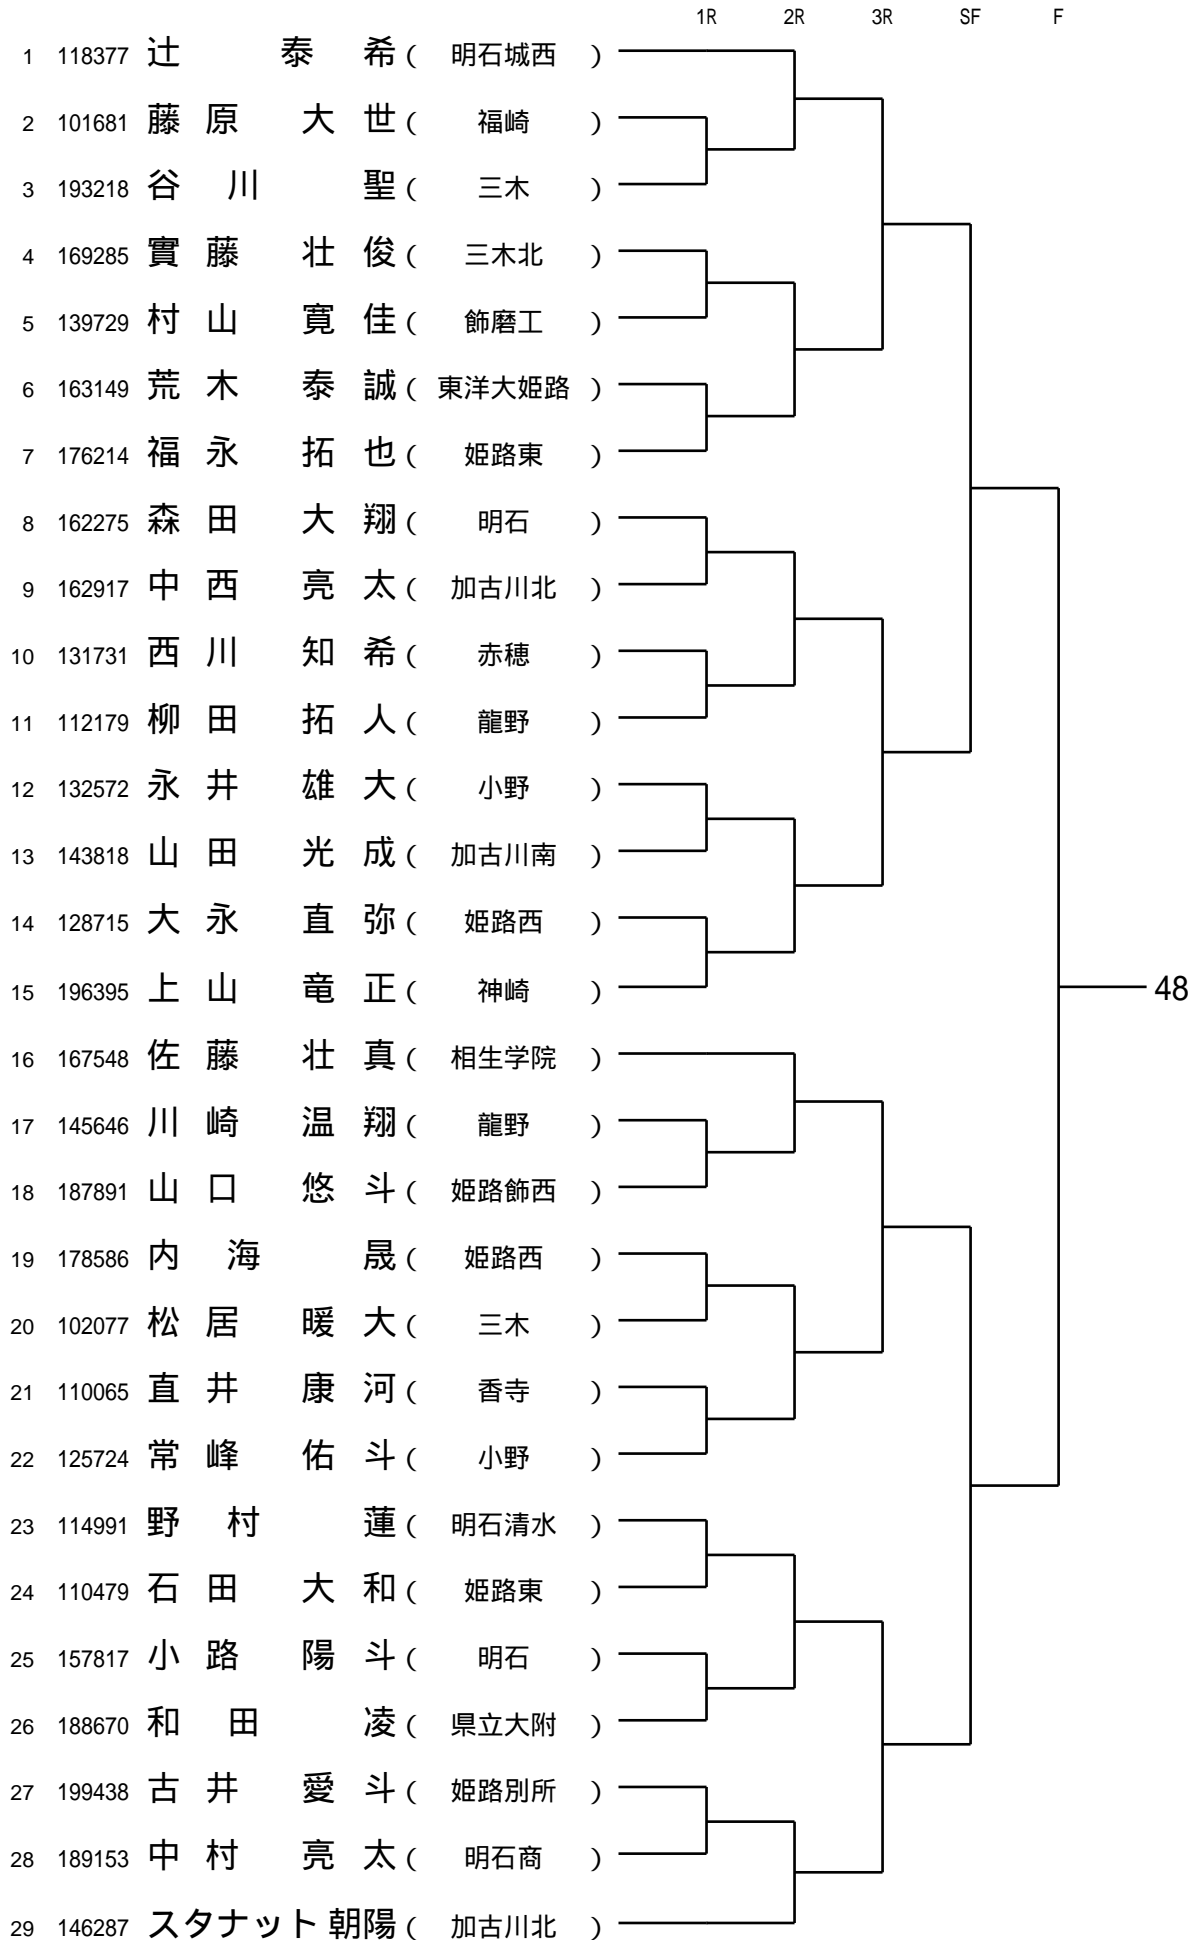 1R 2R 3R SF F
1 118377 辻 泰 希 ( 明石城西 )
2 101681 藤 原 大 世 ( 福崎 )
3 193218 谷 川 聖 ( 三木 )
4 169285 實 藤 壮 俊 ( 三木北 )
5 139729 村 山 寛 佳 ( 飾磨工 )
6 163149 荒 木 泰 誠 ( 東洋大姫路 )
7 176214 福 永 拓 也 ( 姫路東 )
8 162275 森 田 大 翔 ( 明石 )
9 162917 中 西 亮 太 ( 加古川北 )
10 131731 西 川 知 希 ( 赤穂 )
11 112179 柳 田 拓 人 ( 龍野 )
12 132572 永 井 雄 大 ( 小野 )
13 143818 山 田 光 成 ( 加古川南 )
14 128715 大 永 直 弥 ( 姫路西 )
15 196395 上 山 竜 正 ( 神崎 )
48
16 167548 佐 藤 壮 真 ( 相生学院 )
17 145646 川 崎 温 翔 ( 龍野 )
18 187891 山 口 悠 斗 ( 姫路飾西 )
19 178586 内 海 晟 ( 姫路西 )
20 102077 松 居 暖 大 ( 三木 )
21 110065 直 井 康 河 ( 香寺 )
22 125724 常 峰 佑 斗 ( 小野 )
23 114991 野 村 蓮 ( 明石清水 )
24 110479 石 田 大 和 ( 姫路東 )
25 157817 小 路 陽 斗 ( 明石 )
26 188670 和 田 凌 ( 県立大附 )
27 199438 古 井 愛 斗 ( 姫路別所 )
28 189153 中 村 亮 太 ( 明石商 )
29 146287 スタナット 朝陽 ( 加古川北 )